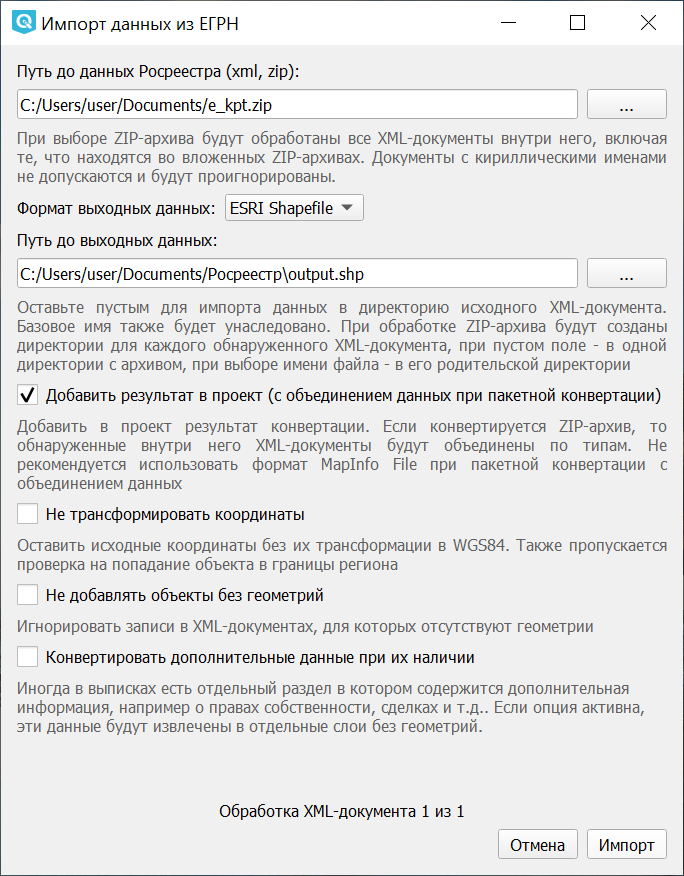 Импорт данных из ЕГРН
Путь до данных Росреестра (xml, zip):
C:/Users/user/Documents/e_kpt.zip
...
При выборе ZIP-архива будут обработаны все XML-документы внутри него, включая
те, что находятся во вложенных ZIP-архивах. Документы с кириллическими именами
не допускаются и будут проигнорированы.
Формат выходных данных: ESRI Shapefile
Путь до выходных данных:
C:/Users/user/Documents/Росреестр\output.shp
...
Оставьте пустым для импорта данных в директорию исходного XML-документа.
Базовое имя также будет унаследовано. При обработке ZIP-архива будут созданы
директории для каждого обнаруженного XML-документа, при пустом поле - в одной
директории с архивом, при выборе имени файла - в его родительской директории
Добавить результат в проект (с объединением данных при пакетной конвертации)
Добавить в проект результат конвертации. Если конвертируется ZIP-архив, то
обнаруженные внутри него XML-документы будут объединены по типам. Не
рекомендуется использовать формат MapInfo File при пакетной конвертации с
объединением данных
Не трансформировать координаты
Оставить исходные координаты без их трансформации в WGS84. Также пропускается
проверка на попадание объекта в границы региона
Не добавлять объекты без геометрий
Игнорировать записи в XML-документах, для которых отсутствуют геометрии
Конвертировать дополнительные данные при их наличии
Иногда в выписках есть отдельный раздел в котором содержится дополнительная
информация, например о правах собственности, сделках и т.д.. Если опция активна,
эти данные будут извлечены в отдельные слои без геометрий.
Обработка XML-документа 1 из 1
Отмена
Импорт